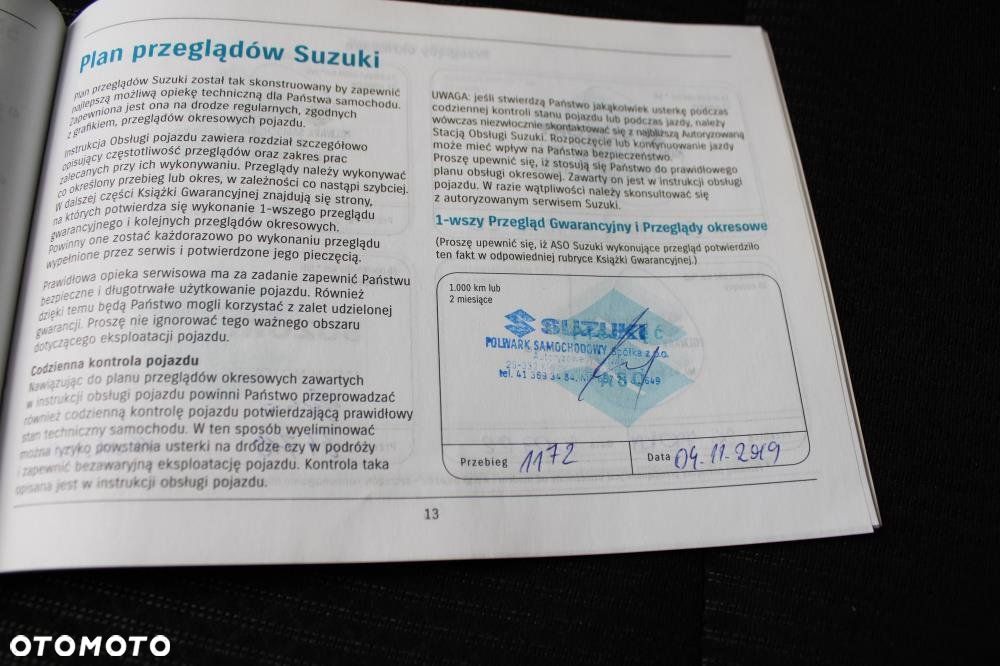 Plan przeglądów Suzuki
Plan przeglądów Suzuki został tak skonstruowany by zapewnić
najlepszą możliwą opiekę techniczną dla Państwa samochodu.
Zapewniona jest ona na drodze regularnych, zgodnych
z grafikiem, przeglądów okresowych pojazdu.
Instrukcja Obsługi pojazdu zawiera rozdział szczegółowo
opisujący częstotliwość przeglądów oraz zakres prac
zalecanych przy ich wykonywaniu. Przeglądy należy wykonywać
co określony przebieg lub okres, w zależności co nastąpi szybciej.
W dalszej części Książki Gwarancyjnej znajdują się strony,
na których potwierdza się wykonanie 1-wszego przeglądu
gwarancyjnego i kolejnych przeglądów okresowych.
Powinny one zostać każdorazowo po wykonaniu przeglądu
wypełnione przez serwis i potwierdzone jego pieczęcią.
Prawidłowa opieka serwisowa ma za zadanie zapewnić Państwu
bezpieczne i długotrwałe użytkowanie pojazdu. Również
dzięki temu będą Państwo mogli korzystać z zalet udzielonej
gwarancji. Proszę nie ignorować tego ważnego obszaru
dotyczącego eksploatacji pojazdu.
Codzienna kontrola pojazdu
Nawiązując do planu przeglądów okresowych zawartych
w instrukcji obsługi pojazdu powinni Państwo przeprowadzać
również codzienną kontrolę pojazdu potwierdzającą prawidłowy
stan techniczny samochodu. W ten sposób wyeliminować
można ryzyko powstania usterki na drodze czy w podróży
i zapewnić bezawaryjną eksploatację pojazdu. Kontrola taka
opisana jest w instrukcji obsługi pojazdu.
UWAGA: jeśli stwierdzą Państwo jakąkolwiek usterkę podczas
codziennej kontroli stanu pojazdu lub podczas jazdy, należy
wówczas niezwłocznie skontaktować się z najbliższą Autoryzowaną
Stacją Obsługi Suzuki. Rozpoczęcie lub kontynuowanie jazdy
może mieć wpływ na Państwa bezpieczeństwo.
Proszę upewnić się, iż stosują się Państwo do prawidłowego
planu obsługi okresowej. Zawarty on jest w instrukcji obsługi
pojazdu. W razie wątpliwości należy skonsultować się
z autoryzowanym serwisem Suzuki.
1-wszy Przegląd Gwarancyjny i Przeglądy okresowe
(Proszę upewnić się, iż ASO Suzuki wykonujące przegląd potwierdziło
ten fakt w odpowiedniej rubryce Książki Gwarancyjnej.)
1.000 km lub
2 miesiące
SUZUKI
POLWARK SAMOCHODOWY Spółka z o.o.
tel. 41 369 34 84
Przebieg 1172
Data 04.11.2019
13
OTOMOTO